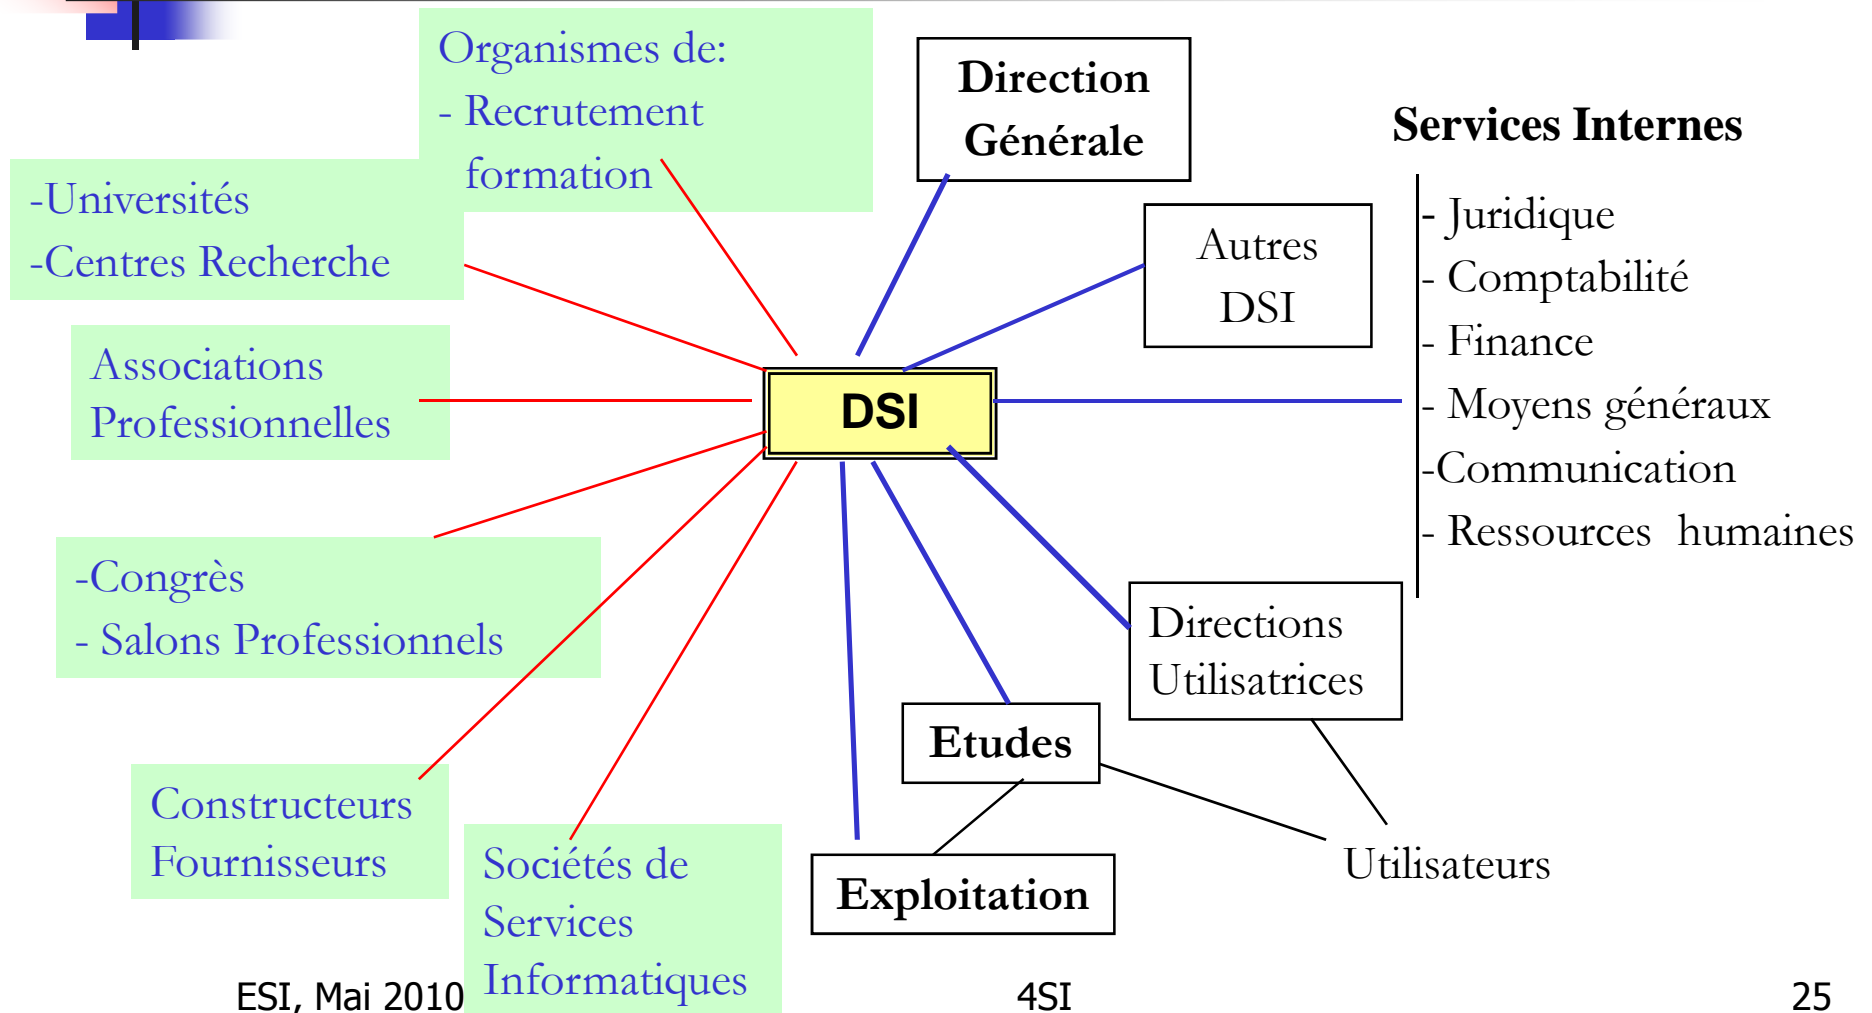 Organismes de:
- Recrutement
formation
Direction
Générale
Services Internes
-Universités
-Centres Recherche
Autres
DSI
- Juridique
- Comptabilité
- Finance
- Moyens généraux
-Communication
- Ressources humaines
Associations
Professionnelles
DSI
-Congrès
- Salons Professionnels
Directions
Utilisatrices
Etudes
Constructeurs
Fournisseurs
Sociétés de
Services
Informatiques
Exploitation
Utilisateurs
ESI, Mai 2010
4SI
25